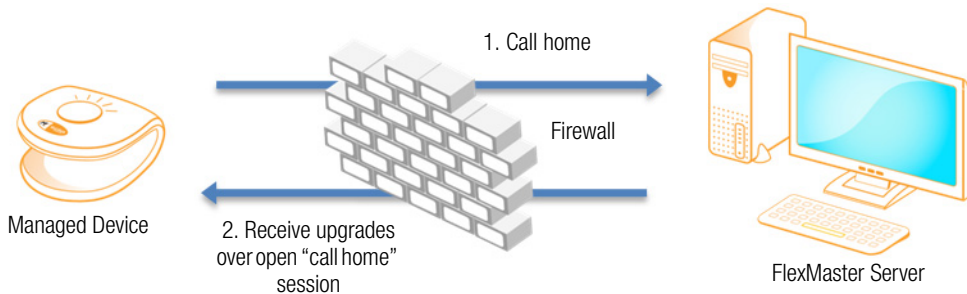 1. Call home
Firewall
Managed Device
2. Receive upgrades
over open “call home”
session
FlexMaster Server